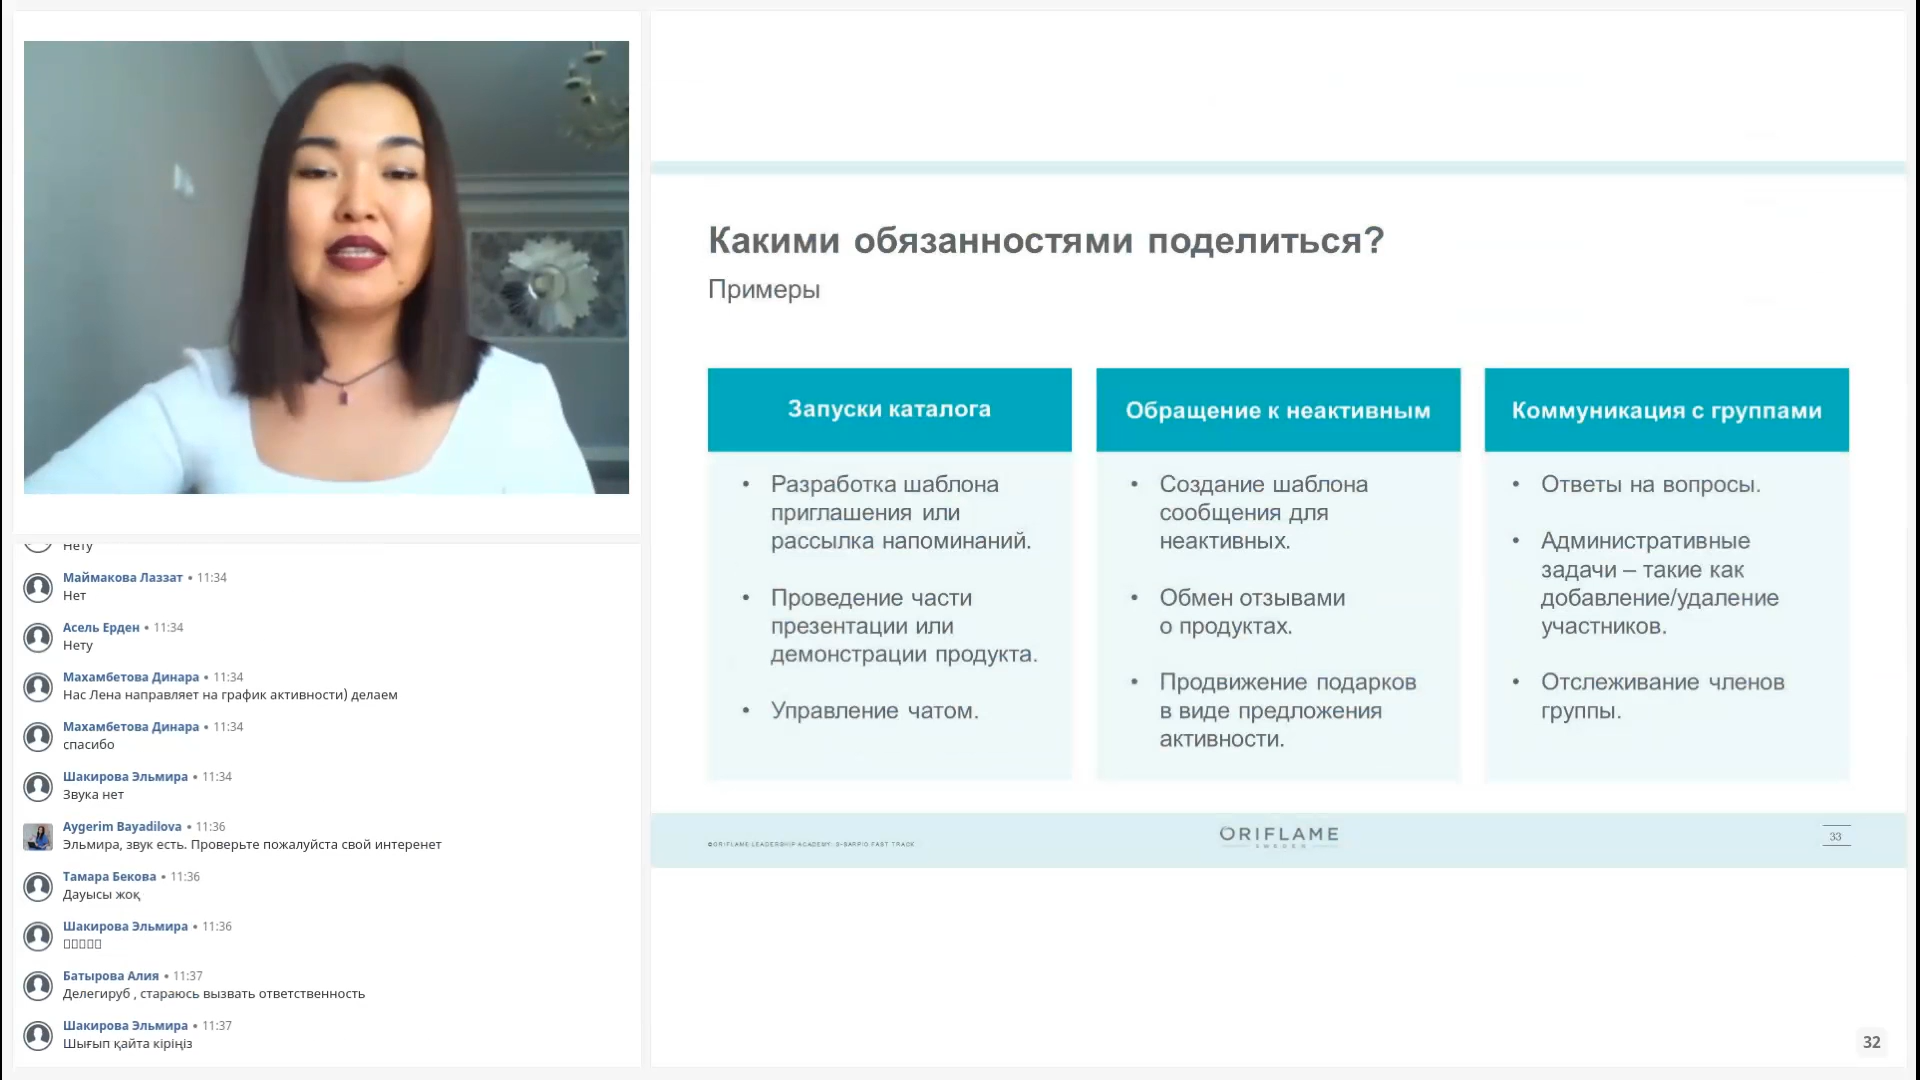 Нету
Маймакова Лаззат • 11:34
Нет
Асель Ерден • 11:34
Нету
Махамбетова Динара • 11:34
Нас Лена направляет на график активности) делаем
Махамбетова Динара • 11:34
спасибо
Шакирова Эльмира • 11:34
Звука нет
Aygerim Bayadilova • 11:36
Эльмира, звук есть. Проверьте пожалуйста свой интеренет
Тамара Бекова • 11:36
Дауысы жоқ
Шакирова Эльмира • 11:36
Батырова Алия • 11:37
Делегируб , стараюсь вызвать ответственность
Шакирова Эльмира • 11:37
Шығып қайта кіріңіз
Какими обязанностями поделиться?
Примеры
Запуски каталога
• Разработка шаблона
приглашения или
рассылка напоминаний.
• Проведение части
презентации или
демонстрации продукта.
• Управление чатом.
Обращение к неактивным
• Создание шаблона
сообщения для
неактивных.
• Обмен отзывами
о продуктах.
• Продвижение подарков
в виде предложения
активности.
Коммуникация с группами
• Ответы на вопросы.
• Административные
задачи – такие как
добавление/удаление
участников.
• Отслеживание членов
группы.
ORIFLAME
SWEDEN
33
32